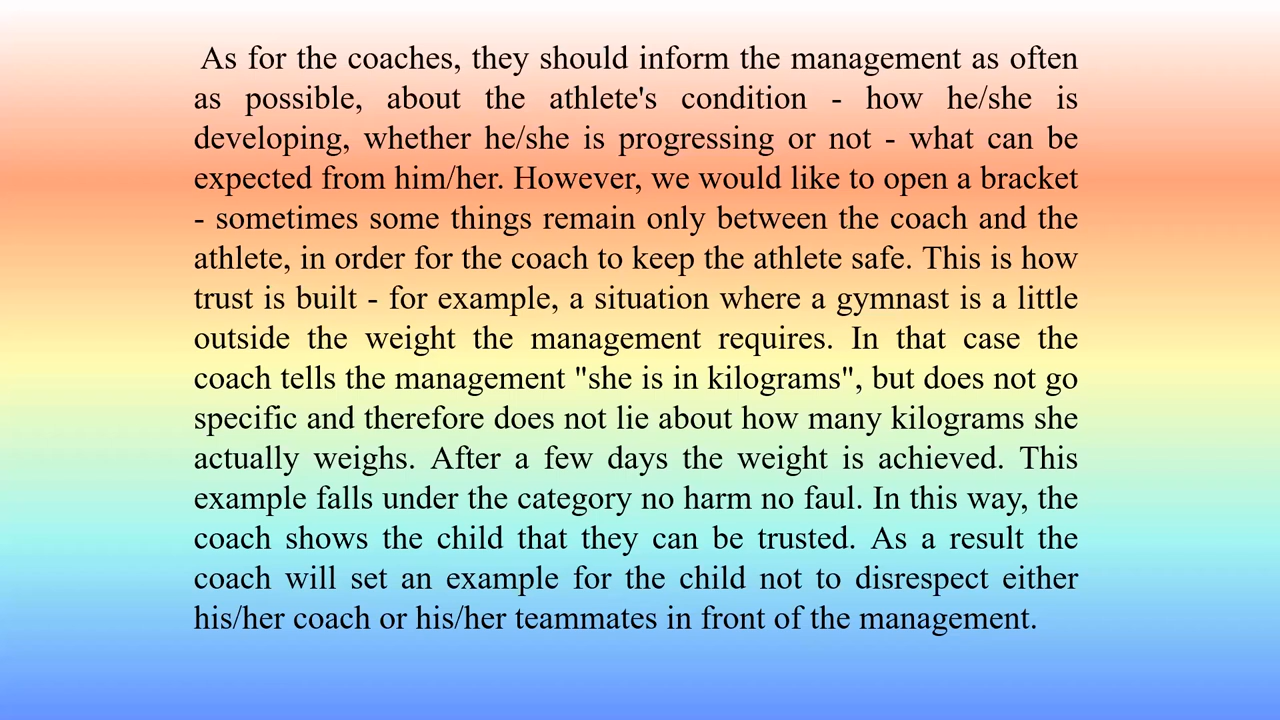 As for the coaches, they should inform the management as often
as possible, about the athlete's condition - how he/she is
developing, whether he/she is progressing or not - what can be
expected from him/her. However, we would like to open a bracket
- sometimes some things remain only between the coach and the
athlete, in order for the coach to keep the athlete safe. This is how
trust is built - for example, a situation where a gymnast is a little
outside the weight the management requires. In that case the
coach tells the management "she is in kilograms", but does not go
specific and therefore does not lie about how many kilograms she
actually weighs. After a few days the weight is achieved. This
example falls under the category no harm no faul. In this way, the
coach shows the child that they can be trusted. As a result the
coach will set an example for the child not to disrespect either
his/her coach or his/her teammates in front of the management.